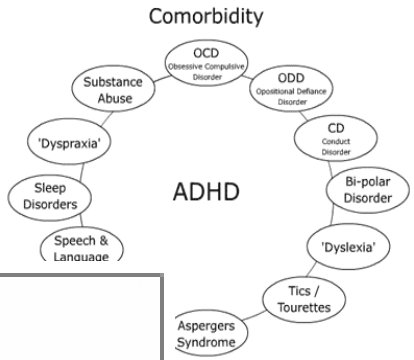 Comorbidity
OCD
Obsessive Compulsive
Disorder
ODD
Opositional Defiance
Disorder
CD
Conduct
Disorder
Bi-polar
Disorder
'Dyslexia'
Tics /
Tourettes
Aspergers
Syndrome
Speech &
Language
Sleep
Disorders
'Dyspraxia'
Substance
Abuse
ADHD